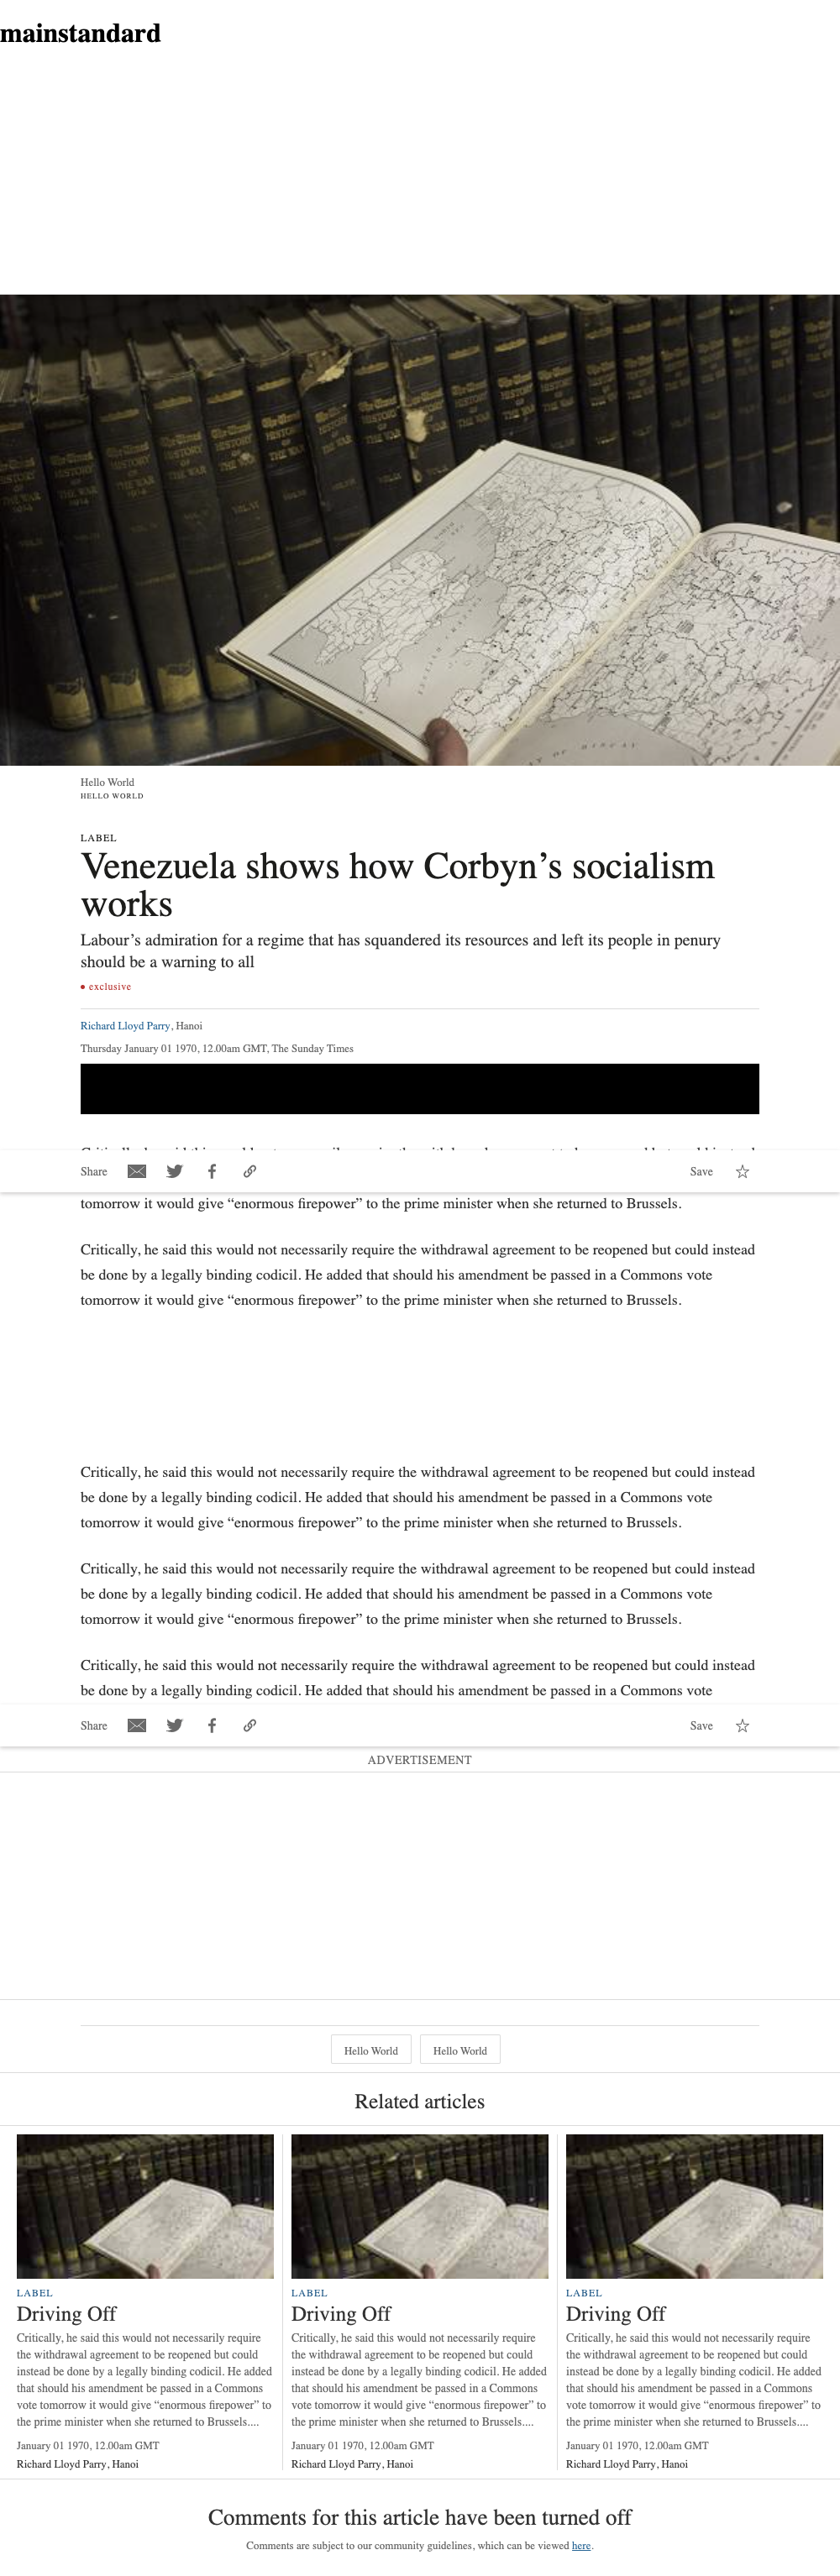 mainstandard
HISTORY
OF THE
WAR
HISTORY
OF THE
WAR
Hello World
HELLO WORLD
LABEL
Venezuela shows how Corbyn’s socialism
works
Labour’s admiration for a regime that has squandered its resources and left its people in penury
should be a warning to all
exclusive
Richard Lloyd Parry, Hanoi
Thursday January 01 1970, 12.00am GMT, The Sunday Times
Share
Save
tomorrow it would give “enormous firepower” to the prime minister when she returned to Brussels.
Critically, he said this would not necessarily require the withdrawal agreement to be reopened but could instead
be done by a legally binding codicil. He added that should his amendment be passed in a Commons vote
tomorrow it would give “enormous firepower” to the prime minister when she returned to Brussels.
Critically, he said this would not necessarily require the withdrawal agreement to be reopened but could instead
be done by a legally binding codicil. He added that should his amendment be passed in a Commons vote
tomorrow it would give “enormous firepower” to the prime minister when she returned to Brussels.
Critically, he said this would not necessarily require the withdrawal agreement to be reopened but could instead
be done by a legally binding codicil. He added that should his amendment be passed in a Commons vote
tomorrow it would give “enormous firepower” to the prime minister when she returned to Brussels.
Critically, he said this would not necessarily require the withdrawal agreement to be reopened but could instead
be done by a legally binding codicil. He added that should his amendment be passed in a Commons vote
Share
Save
ADVERTISEMENT
Hello World
Hello World
Related articles
LABEL
Driving Off
Critically, he said this would not necessarily require
the withdrawal agreement to be reopened but could
instead be done by a legally binding codicil. He added
that should his amendment be passed in a Commons
vote tomorrow it would give “enormous firepower” to
the prime minister when she returned to Brussels....
January 01 1970, 12.00am GMT
Richard Lloyd Parry, Hanoi
LABEL
Driving Off
Critically, he said this would not necessarily require
the withdrawal agreement to be reopened but could
instead be done by a legally binding codicil. He added
that should his amendment be passed in a Commons
vote tomorrow it would give “enormous firepower” to
the prime minister when she returned to Brussels....
January 01 1970, 12.00am GMT
Richard Lloyd Parry, Hanoi
LABEL
Driving Off
Critically, he said this would not necessarily require
the withdrawal agreement to be reopened but could
instead be done by a legally binding codicil. He added
that should his amendment be passed in a Commons
vote tomorrow it would give “enormous firepower” to
the prime minister when she returned to Brussels....
January 01 1970, 12.00am GMT
Richard Lloyd Parry, Hanoi
Comments for this article have been turned off
Comments are subject to our community guidelines, which can be viewed here.